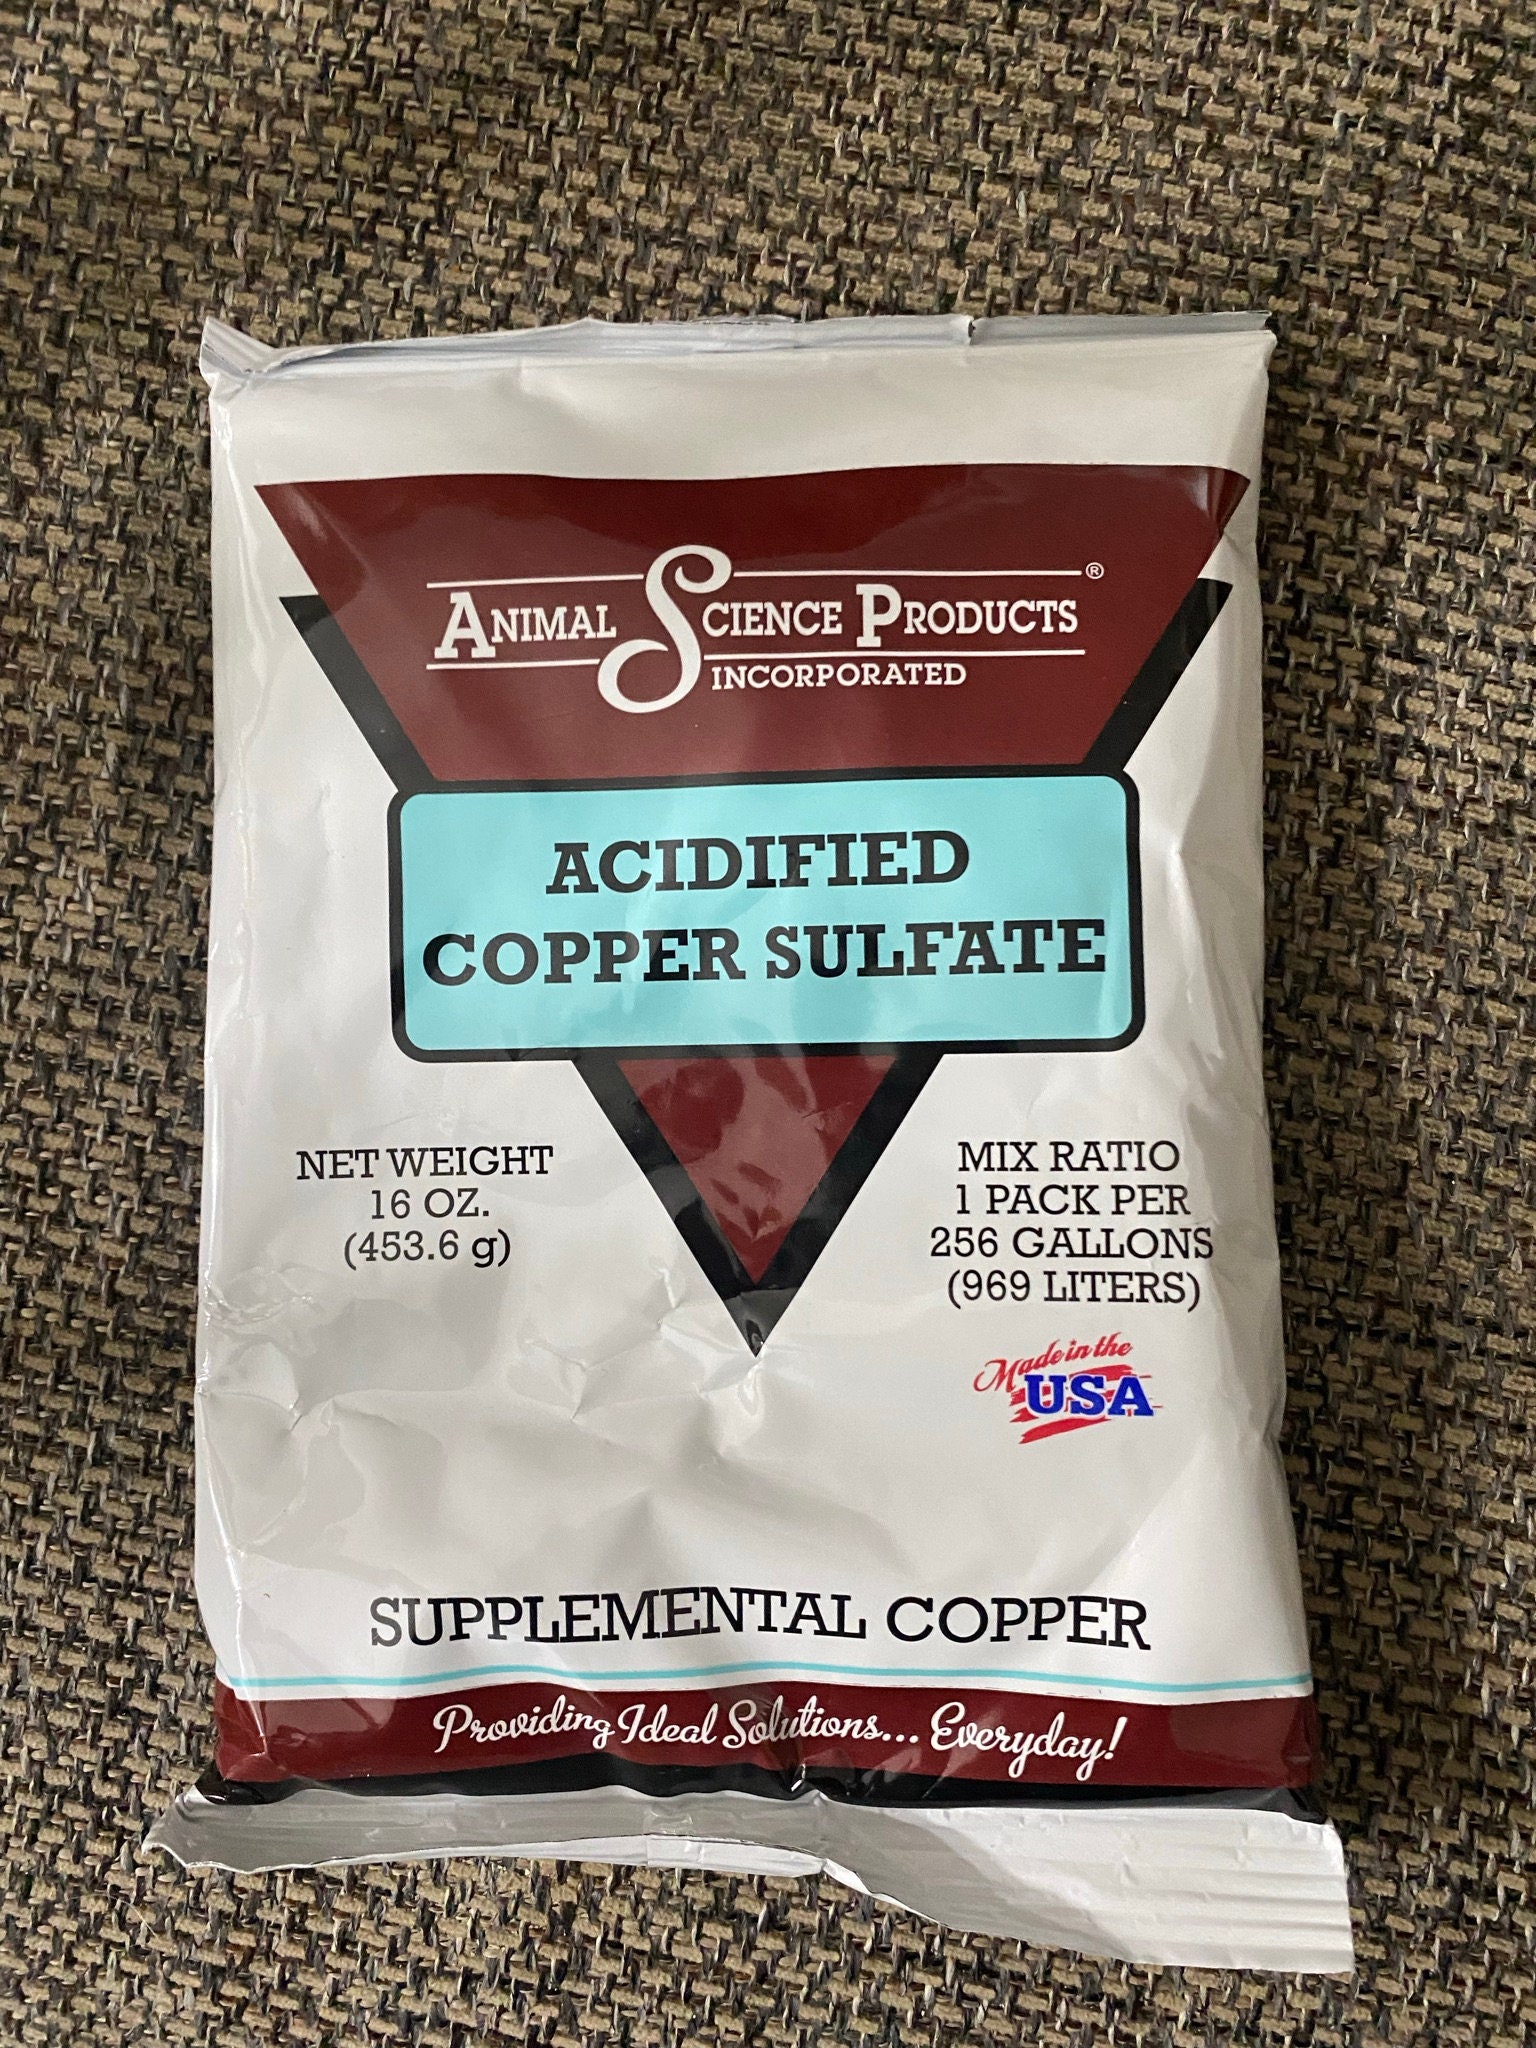 ANIMAL SCIENCE PRODUCTS ®
INCORPORATED
ACIDIFIED
COPPER SULFATE
NET WEIGHT
16 OZ.
(453.6 g)
MIX RATIO
1 PACK PER
256 GALLONS
(969 LITERS)
Made in the
USA
SUPPLEMENTAL COPPER
Providing Ideal Solutions... Everyday!